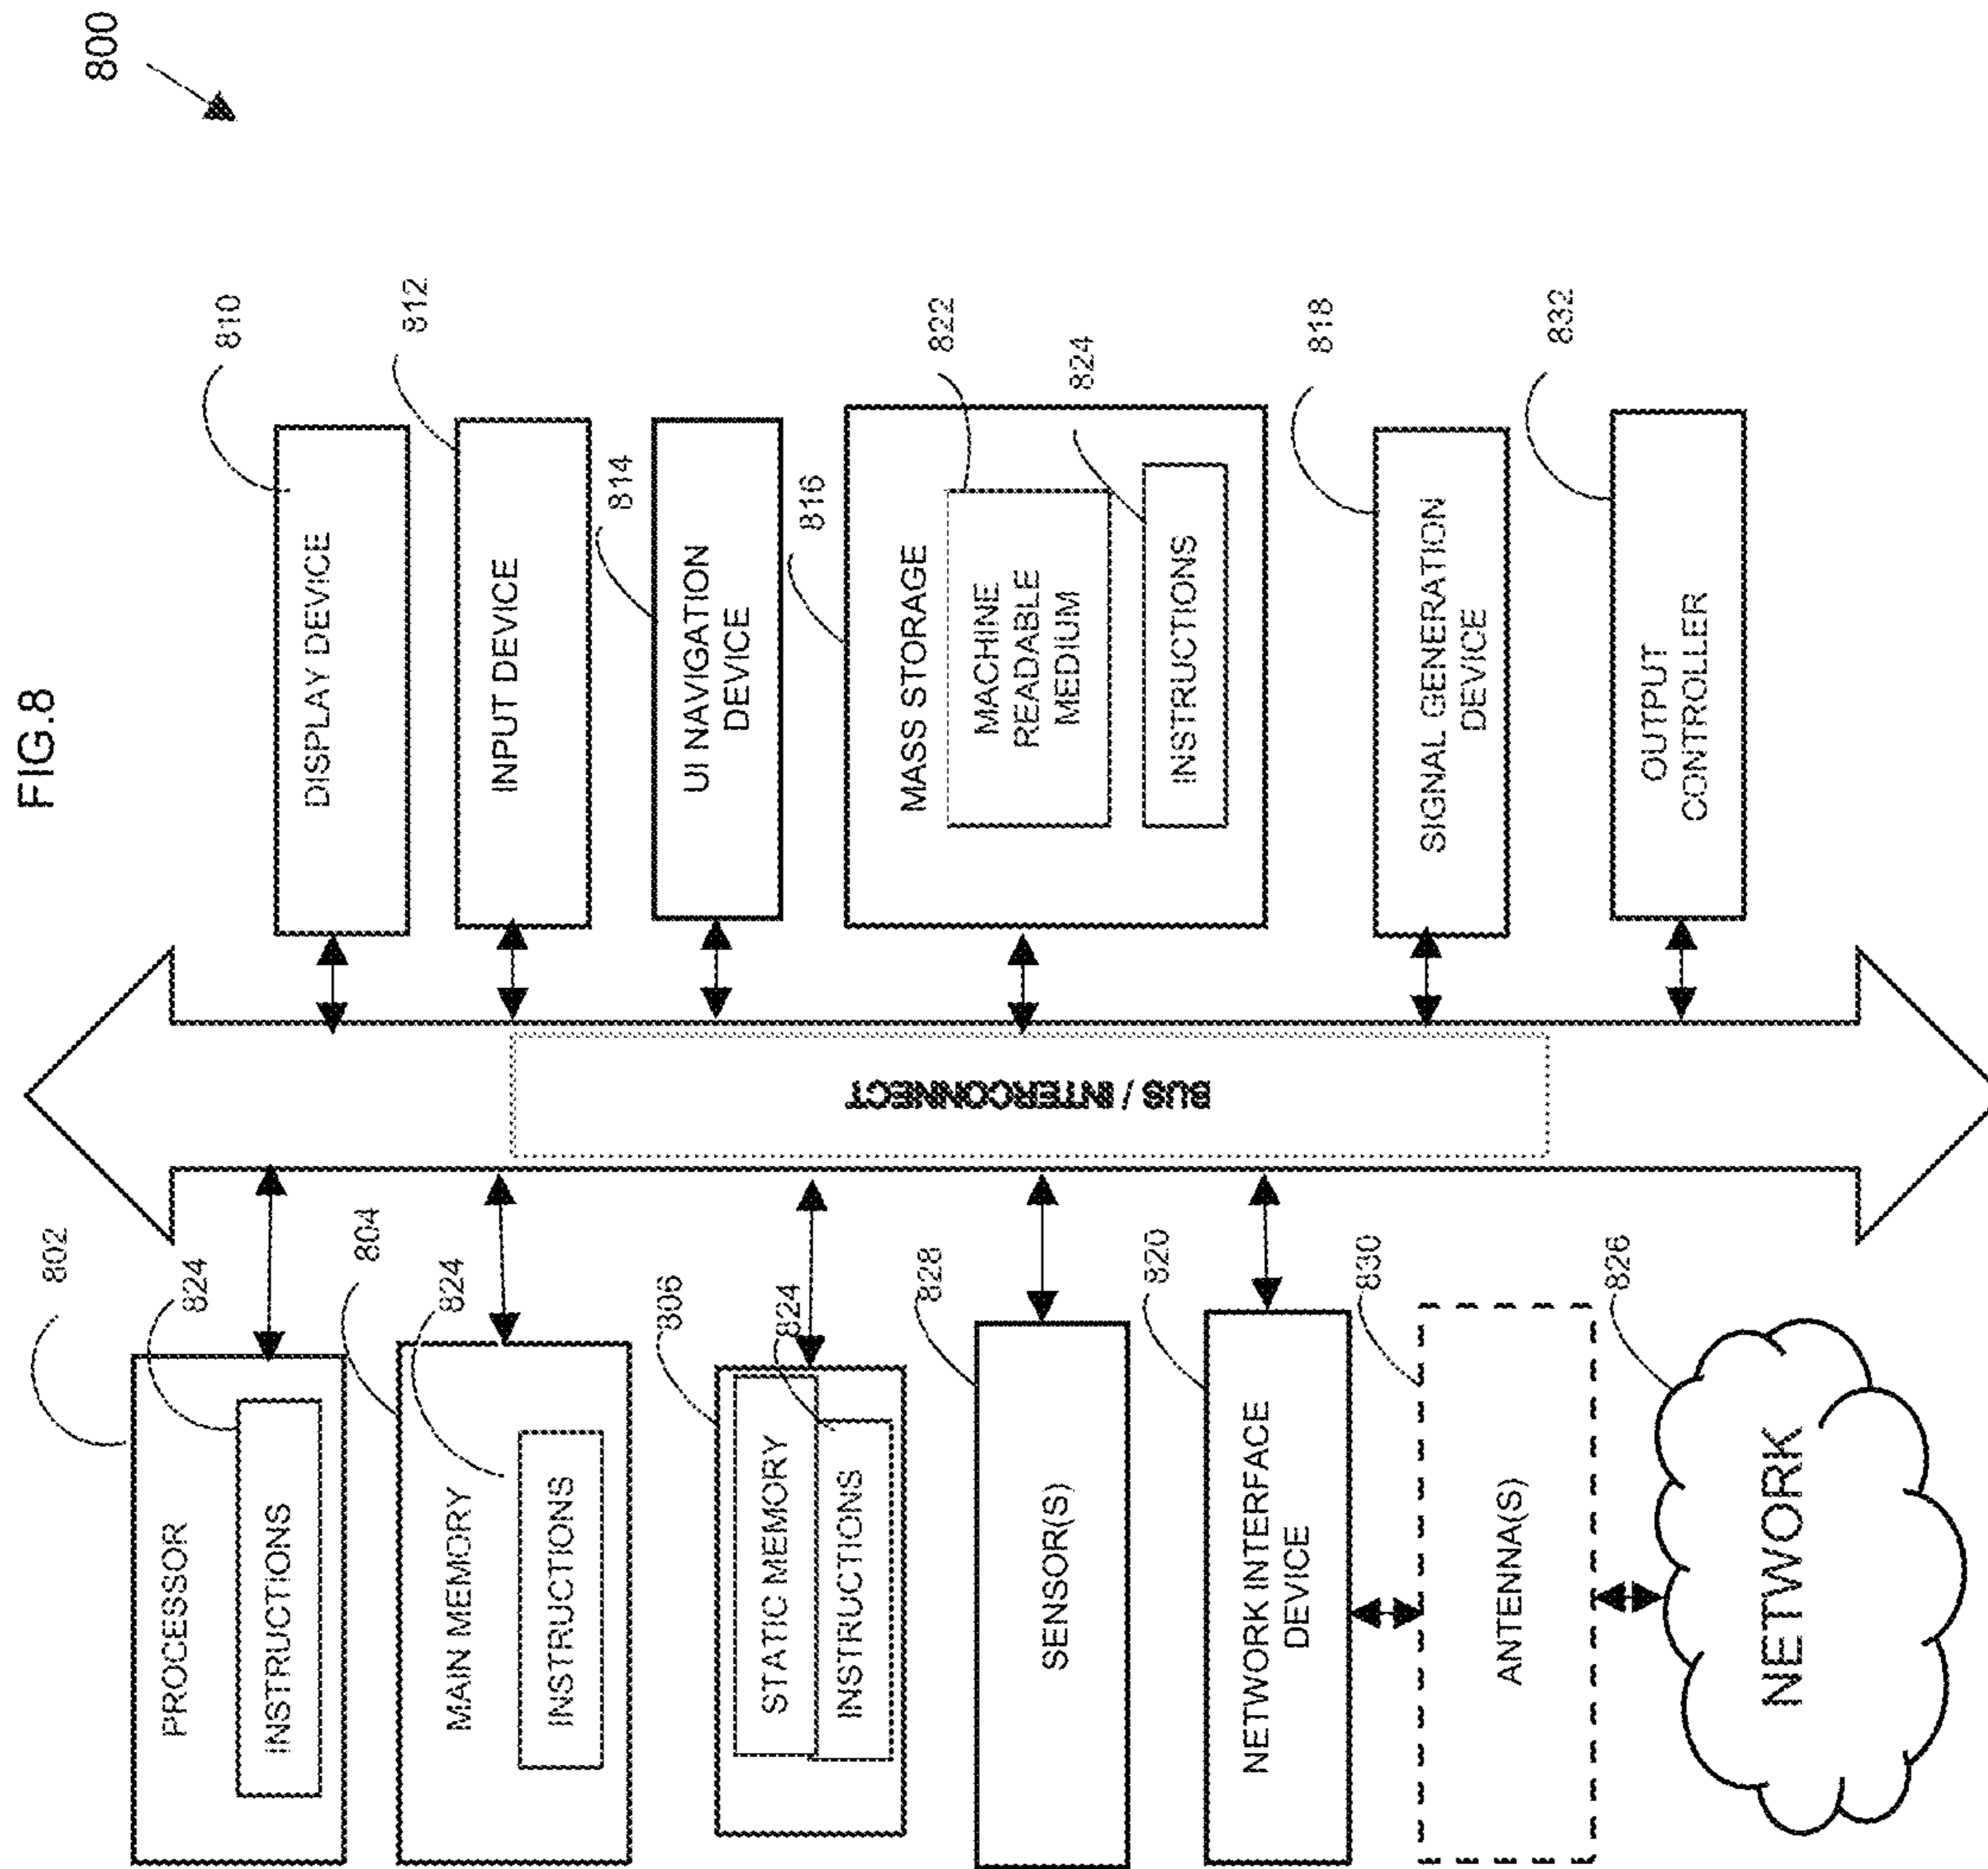 FIG.8
800
802
PROCESSOR
824
INSTRUCTIONS
804
MAIN MEMORY
824
INSTRUCTIONS
806
STATIC MEMORY
824
INSTRUCTIONS
828
SENSOR(S)
820
NETWORK INTERFACE
DEVICE
830
ANTENNA(S)
826
NETWORK
BUS / INTERCONNECT
810
DISPLAY DEVICE
812
INPUT DEVICE
814
UI NAVIGATION
DEVICE
816
MASS STORAGE
822
MACHINE
READABLE
MEDIUM
824
INSTRUCTIONS
818
SIGNAL GENERATION
DEVICE
832
OUTPUT
CONTROLLER